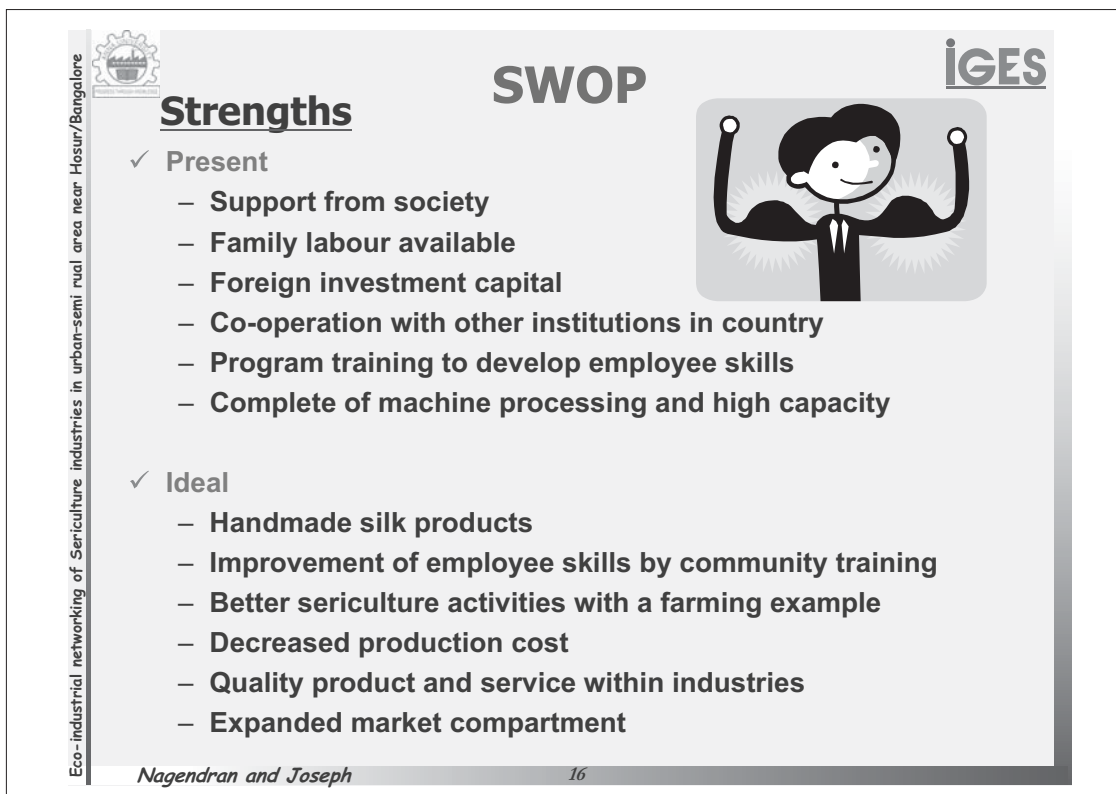 SWOP
iGES
Strengths
✓ Present
– Support from society
– Family labour available
– Foreign investment capital
– Co-operation with other institutions in country
– Program training to develop employee skills
– Complete of machine processing and high capacity
✓ Ideal
– Handmade silk products
– Improvement of employee skills by community training
– Better sericulture activities with a farming example
– Decreased production cost
– Quality product and service within industries
– Expanded market compartment
Eco-industrial networking of Sericulture industries in urban-semi rual area near Hosur/Bangalore
Nagendran and Joseph
16